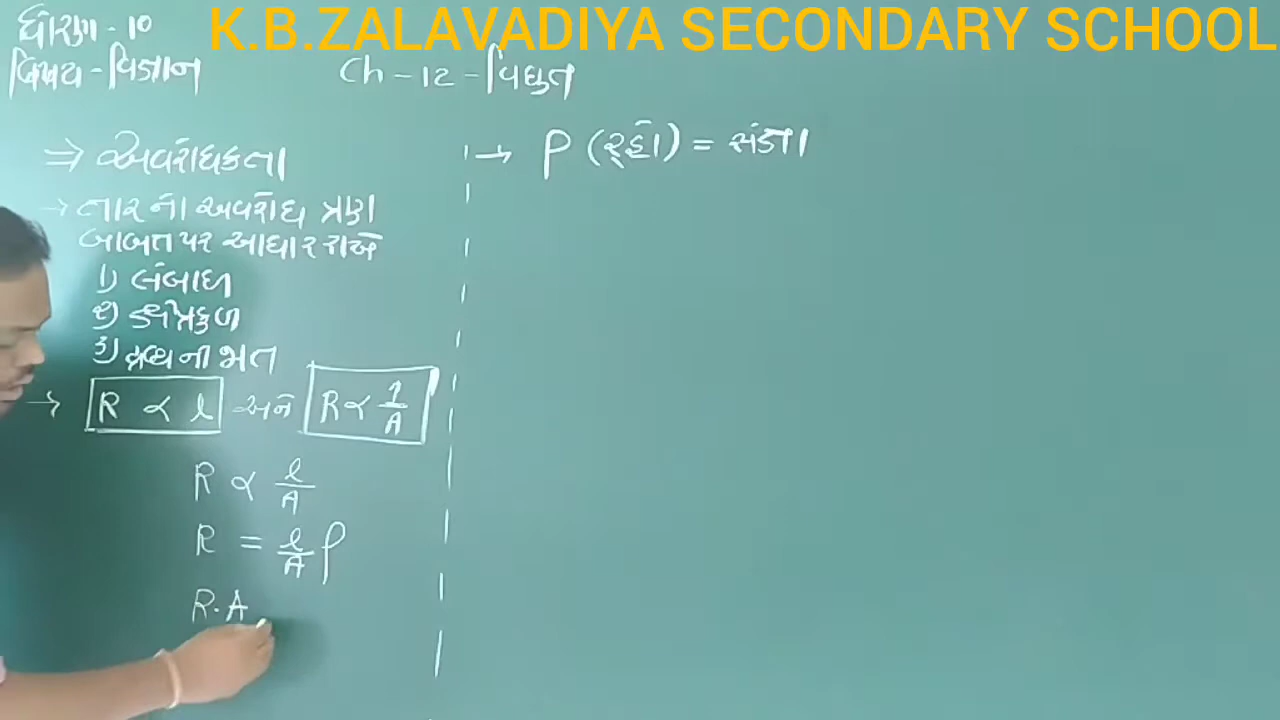 K.B.ZALAVADIYA SECONDARY SCHOOL
ધોરણ - 10
વિષય - વિજ્ઞાન
Ch - 12 - વિદ્યુત
⇒ અવરોધકતા
→ તાર નો અવરોધ ત્રણ
બાબત પર આધાર રાખે
1) લંબાઇ
2) ક્ષેત્રફળ
3) દ્રવ્ય ની જાત
→ R ∝ l અને R ∝ 1/A
R ∝ l/A
R = l/A ρ
R·A
→ ρ (રહો) = સંજ્ઞા